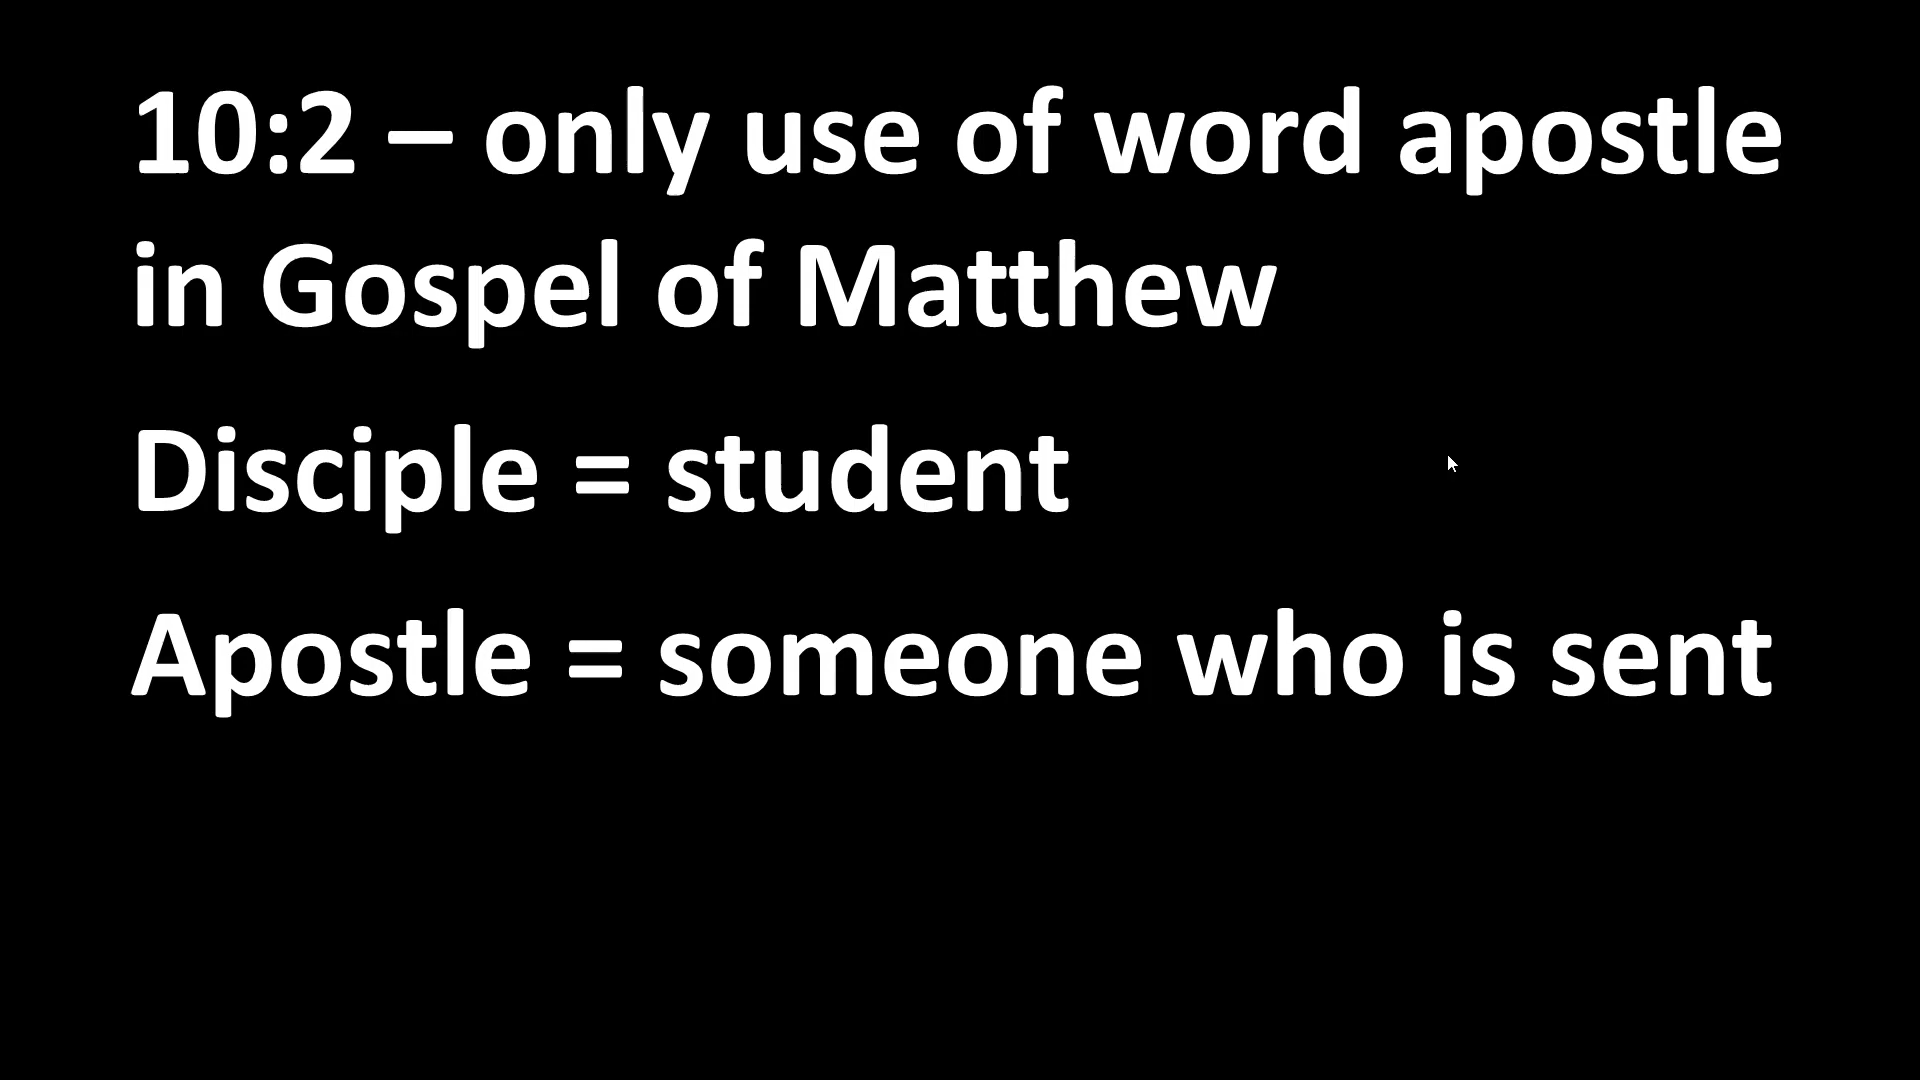 10:2 – only use of word apostle
in Gospel of Matthew
Disciple = student
Apostle = someone who is sent